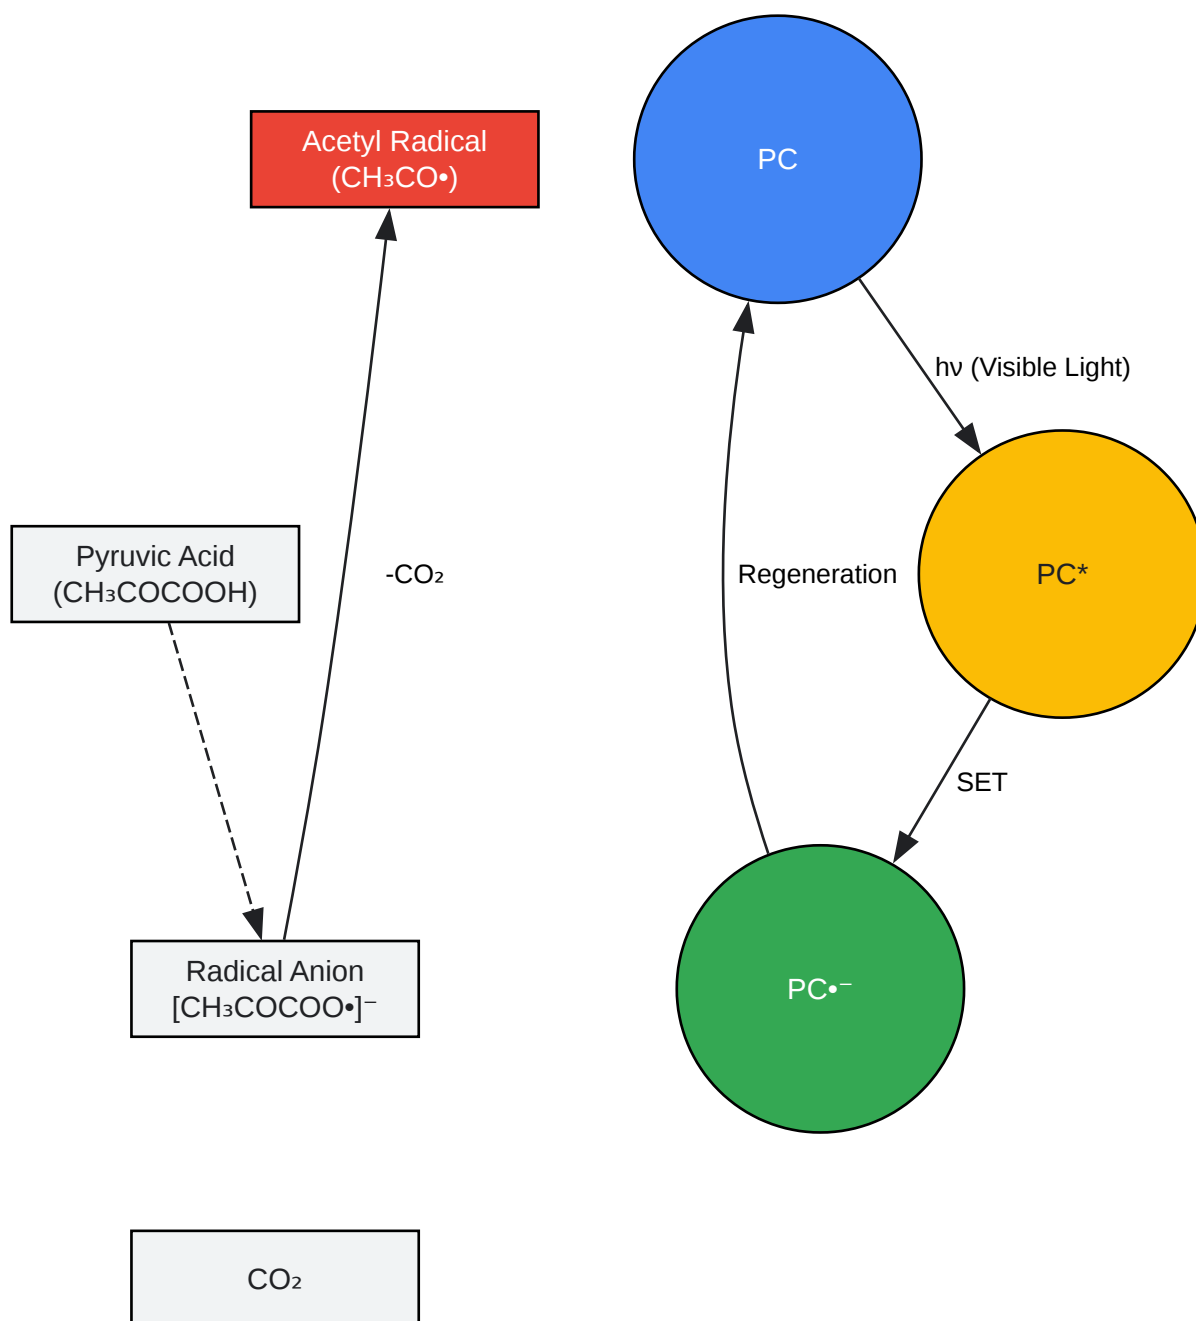 Acetyl Radical
(CH₃CO•)
PC
hν (Visible Light)
Pyruvic Acid
(CH₃COCOOH)
-CO₂
Regeneration
PC*
SET
Radical Anion
[CH₃COCOO•]⁻
PC•⁻
CO₂